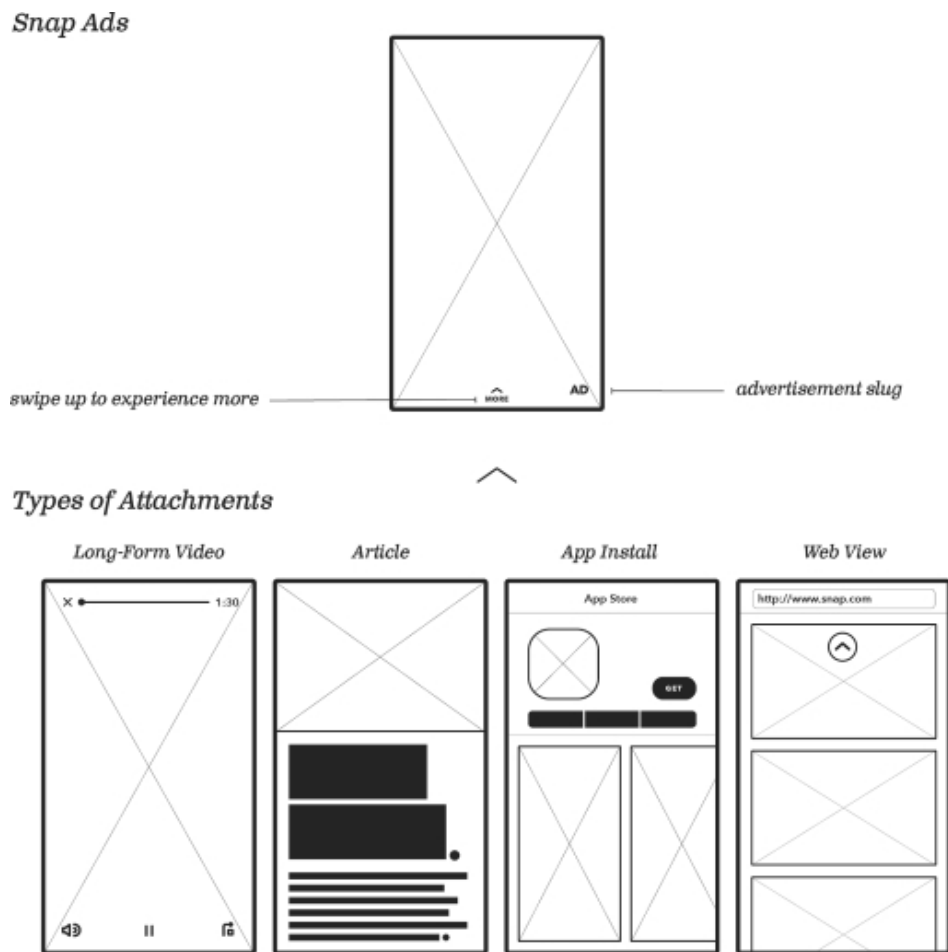 Snap Ads
swipe up to experience more
MORE
AD
advertisement slug
Types of Attachments
Long-Form Video
Article
App Install
Web View
1:30
App Store
GET
http://www.snap.com